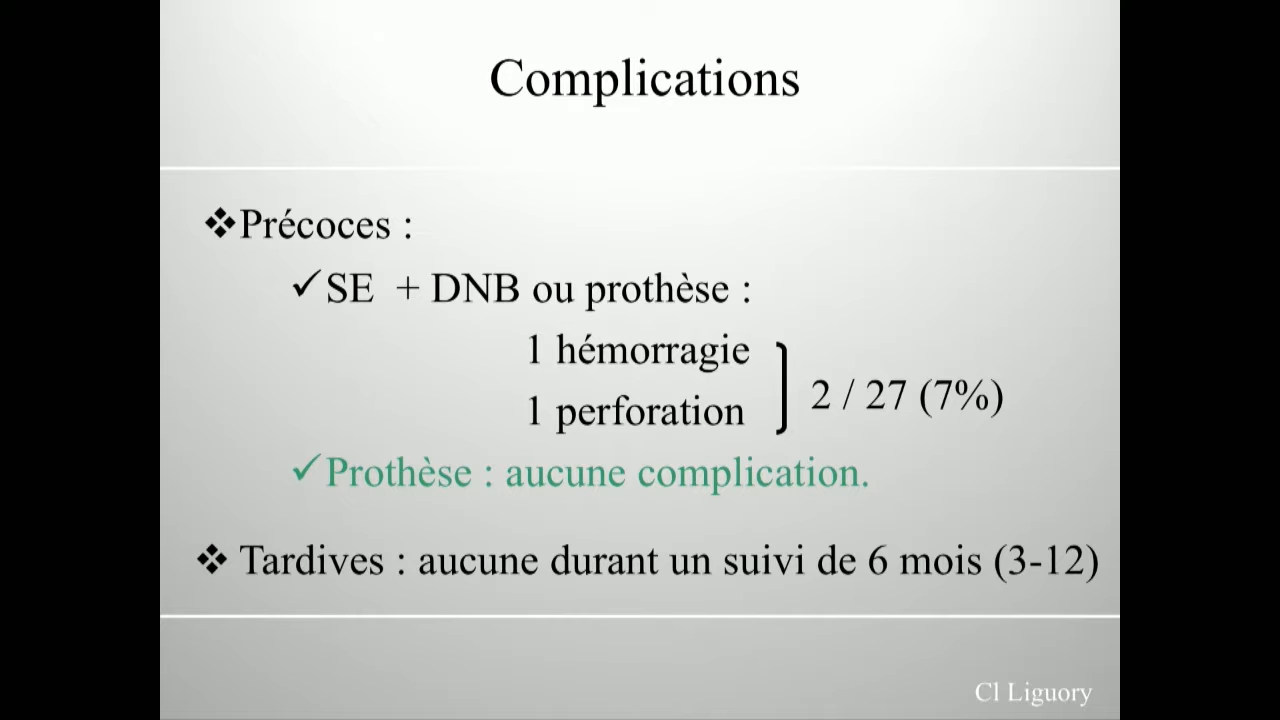 Complications
❖Précoces :
✓SE + DNB ou prothèse :
1 hémorragie
1 perforation
2 / 27 (7%)
✓Prothèse : aucune complication.
❖ Tardives : aucune durant un suivi de 6 mois (3-12)
Cl Liguory